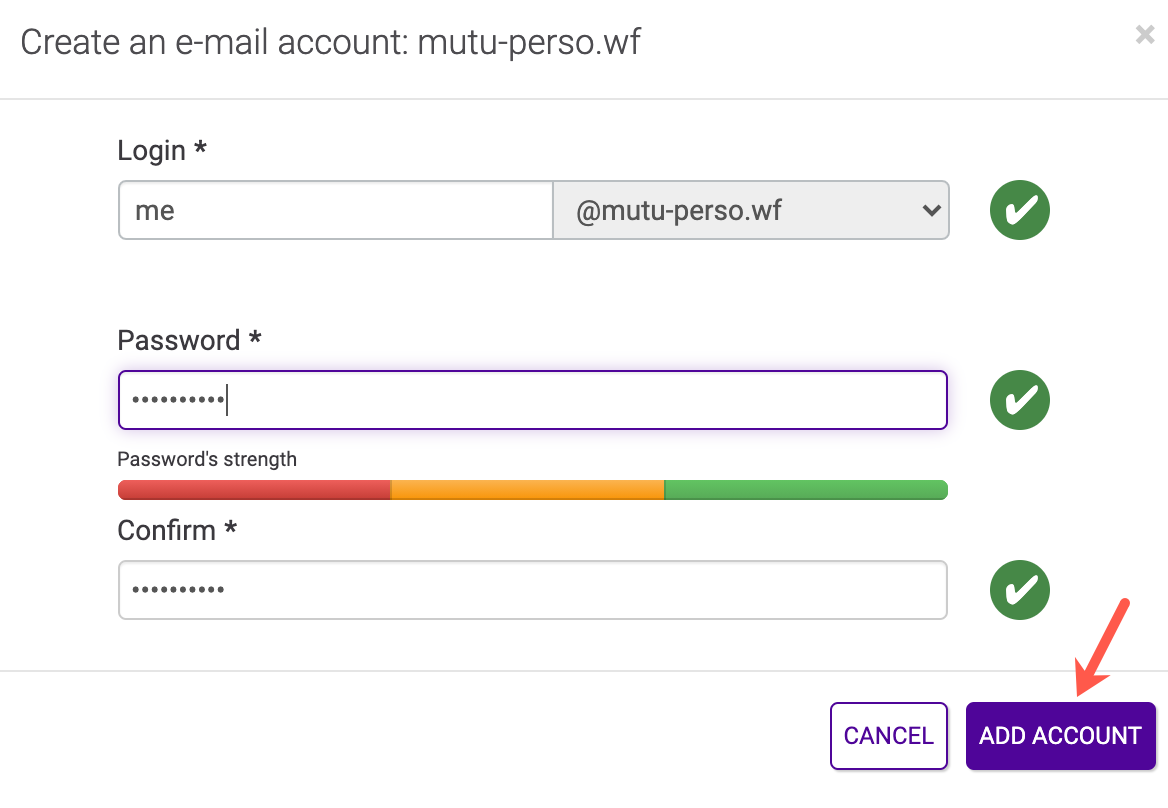 Create an e-mail account: mutu-perso.wf
×
Login *
me @mutu-perso.wf
Password *
••••••••••
Password's strength
Confirm *
••••••••••
CANCEL ADD ACCOUNT